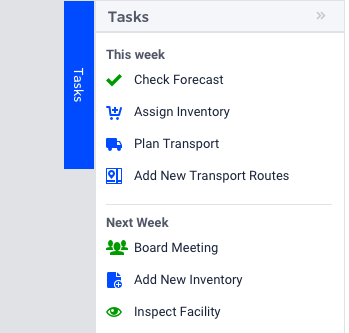 Tasks
Tasks
This week
Check Forecast
Assign Inventory
Plan Transport
Add New Transport Routes
Next Week
Board Meeting
Add New Inventory
Inspect Facility